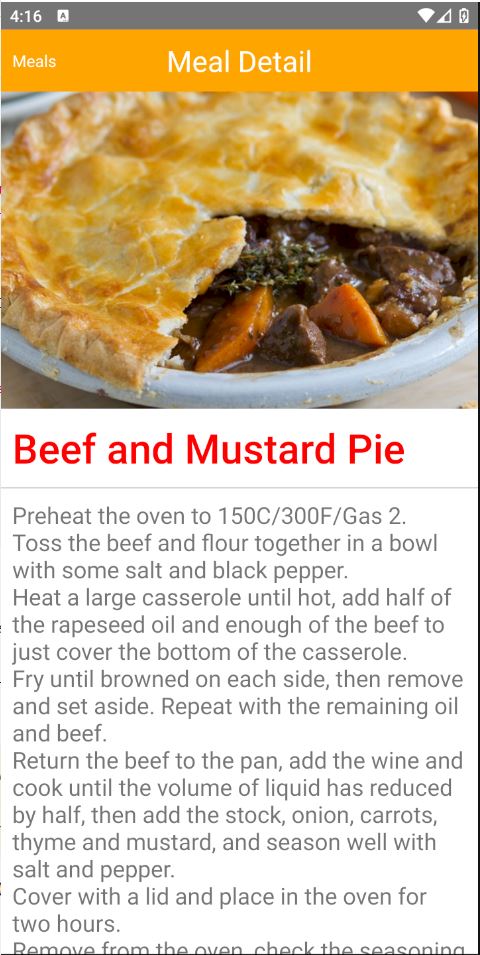 4:16 A
Meals Meal Detail
Beef and Mustard Pie
Preheat the oven to 150C/300F/Gas 2.
Toss the beef and flour together in a bowl
with some salt and black pepper.
Heat a large casserole until hot, add half of
the rapeseed oil and enough of the beef to
just cover the bottom of the casserole.
Fry until browned on each side, then remove
and set aside. Repeat with the remaining oil
and beef.
Return the beef to the pan, add the wine and
cook until the volume of liquid has reduced
by half, then add the stock, onion, carrots,
thyme and mustard, and season well with
salt and pepper.
Cover with a lid and place in the oven for
two hours.
Remove from the oven, check the seasoning